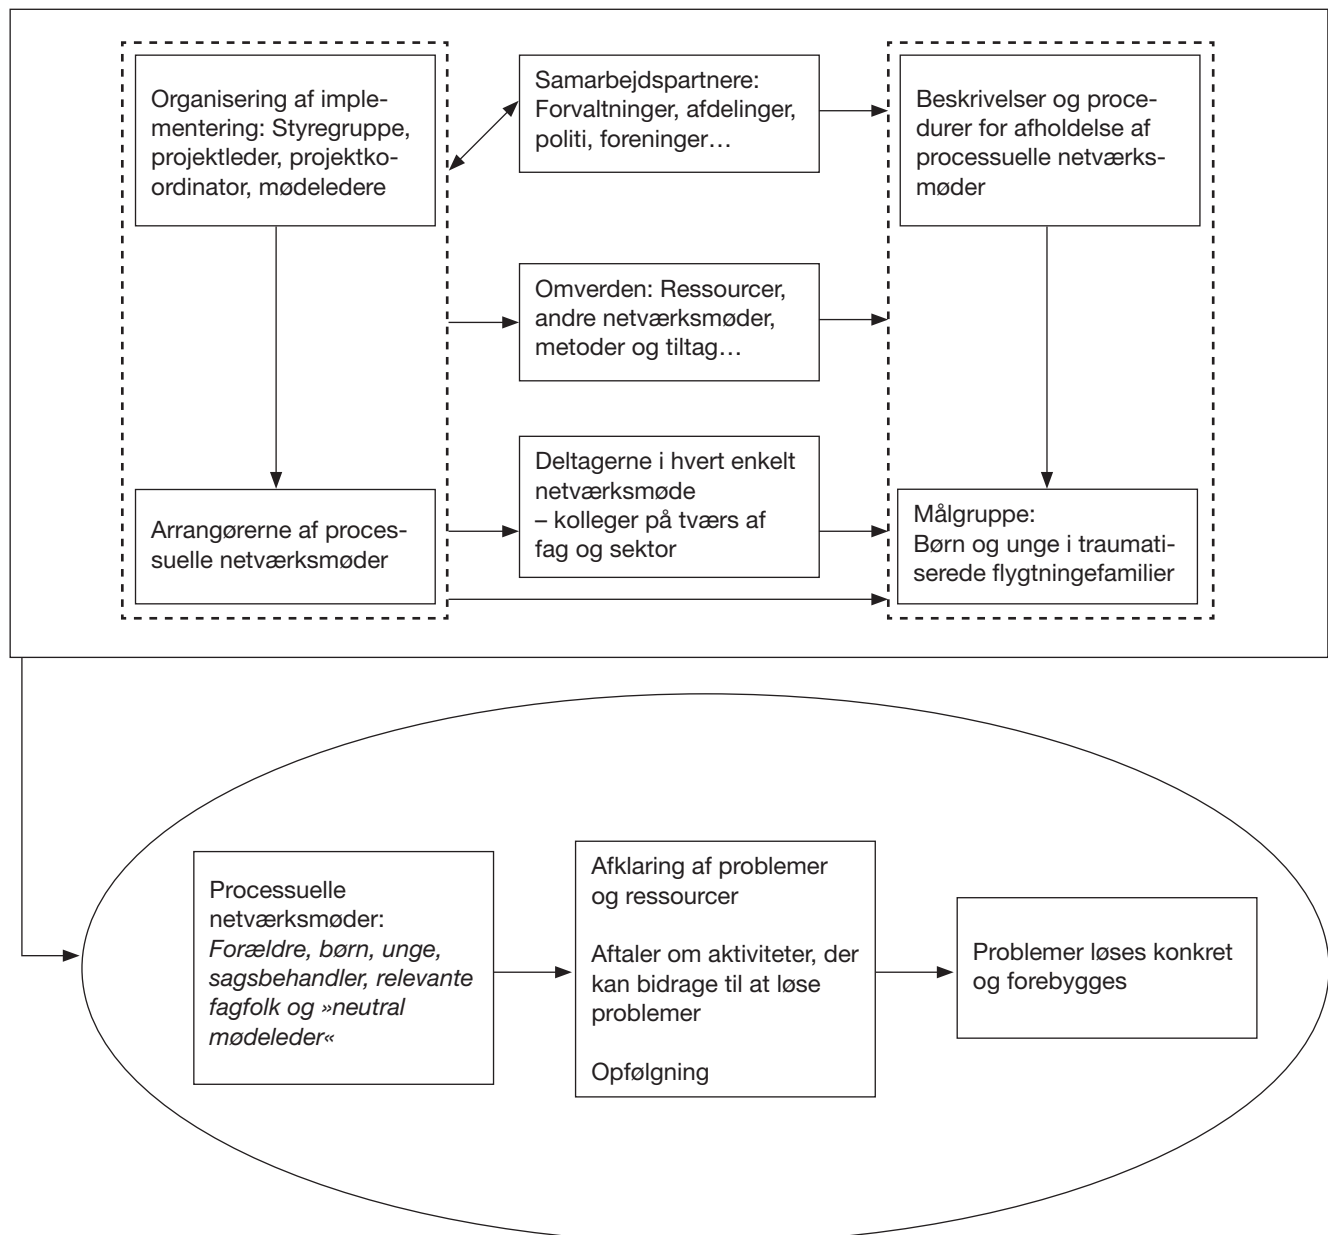 Organisering af imple-
mentering: Styregruppe,
projektleder, projektko-
ordinator, mødeledere
Samarbejdspartnere:
Forvaltninger, afdelinger,
politi, foreninger…
Beskrivelser og proce-
durer for afholdelse af
processuelle netværks-
møder
Omverden: Ressourcer,
andre netværksmøder,
metoder og tiltag…
Arrangørerne af proces-
suelle netværksmøder
Deltagerne i hvert enkelt
netværksmøde
– kolleger på tværs af
fag og sektor
Målgruppe:
Børn og unge i traumati-
serede flygtningefamilier
Processuelle
netværksmøder:
Forældre, børn, unge,
sagsbehandler, relevante
fagfolk og »neutral
mødeleder«
Afklaring af problemer
og ressourcer
Aftaler om aktiviteter, der
kan bidrage til at løse
problemer
Opfølgning
Problemer løses konkret
og forebygges